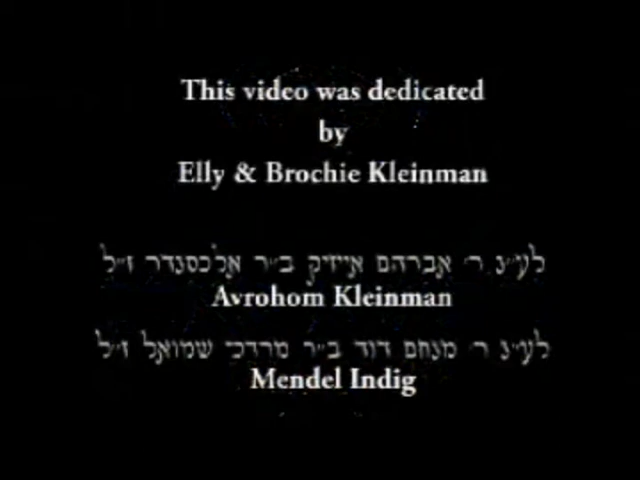 This video was dedicated
by
Elly & Brochie Kleinman
לע״נ ר׳ אברהם אייזיק ב״ר אלכסנדר ז״ל
Avrohom Kleinman
לע״נ ר׳ מנחם דוד ב״ר מרדכי שמואל ז״ל
Mendel Indig